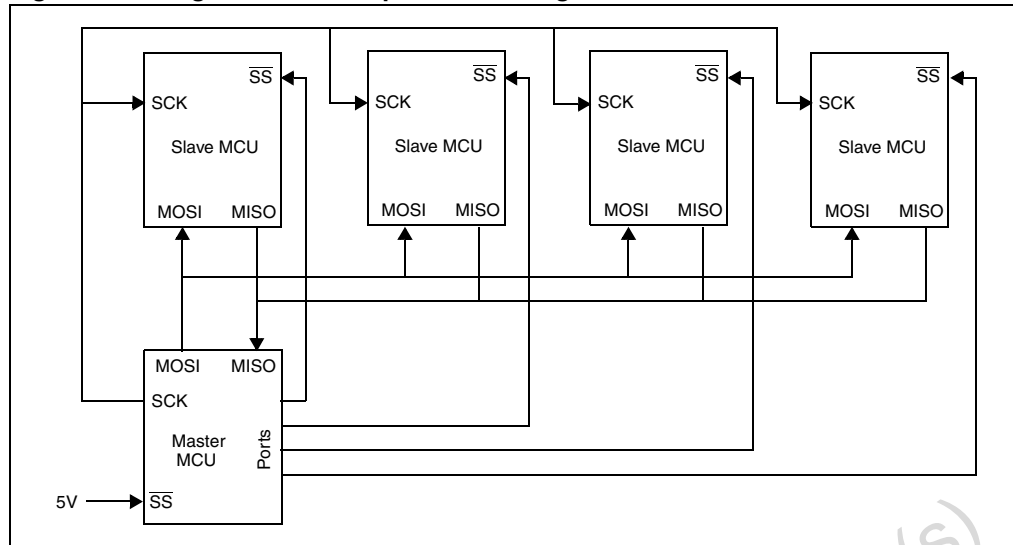 SS SS SS SS
SCK SCK SCK SCK
Slave MCU Slave MCU Slave MCU Slave MCU
MOSI MISO MOSI MISO MOSI MISO MOSI MISO
MOSI MISO
SCK
Master
MCU
Ports
5V SS